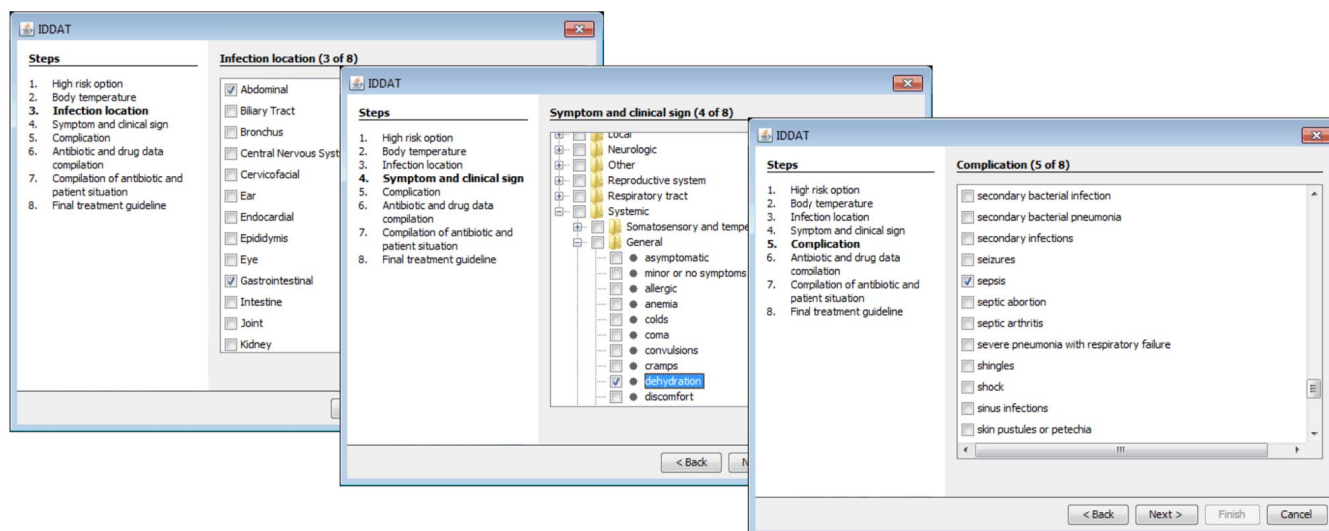 IDDAT
Steps
1. High risk option
2. Body temperature
3. Infection location
4. Symptom and clinical sign
5. Complication
6. Antibiotic and drug data
compilation
7. Compilation of antibiotic and
patient situation
8. Final treatment guideline
Infection location (3 of 8)
Abdominal
Biliary Tract
Bronchus
Central Nervous Syst
Cervicofacial
Ear
Endocardial
Epididymis
Eye
Gastrointestinal
Intestine
Joint
Kidney
IDDAT
Steps
1. High risk option
2. Body temperature
3. Infection location
4. Symptom and clinical sign
5. Complication
6. Antibiotic and drug data
compilation
7. Compilation of antibiotic and
patient situation
8. Final treatment guideline
Symptom and clinical sign (4 of 8)
Local
Neurologic
Other
Reproductive system
Respiratory tract
Systemic
Somatosensory and tempe
General
asymptomatic
minor or no symptoms
allergic
anemia
colds
coma
convulsions
cramps
dehydration
discomfort
< Back
N
IDDAT
Steps
1. High risk option
2. Body temperature
3. Infection location
4. Symptom and clinical sign
5. Complication
6. Antibiotic and drug data
compilation
7. Compilation of antibiotic and
patient situation
8. Final treatment guideline
Complication (5 of 8)
secondary bacterial infection
secondary bacterial pneumonia
secondary infections
seizures
sepsis
septic abortion
septic arthritis
severe pneumonia with respiratory failure
shingles
shock
sinus infections
skin pustules or petechia
< Back Next > Finish Cancel